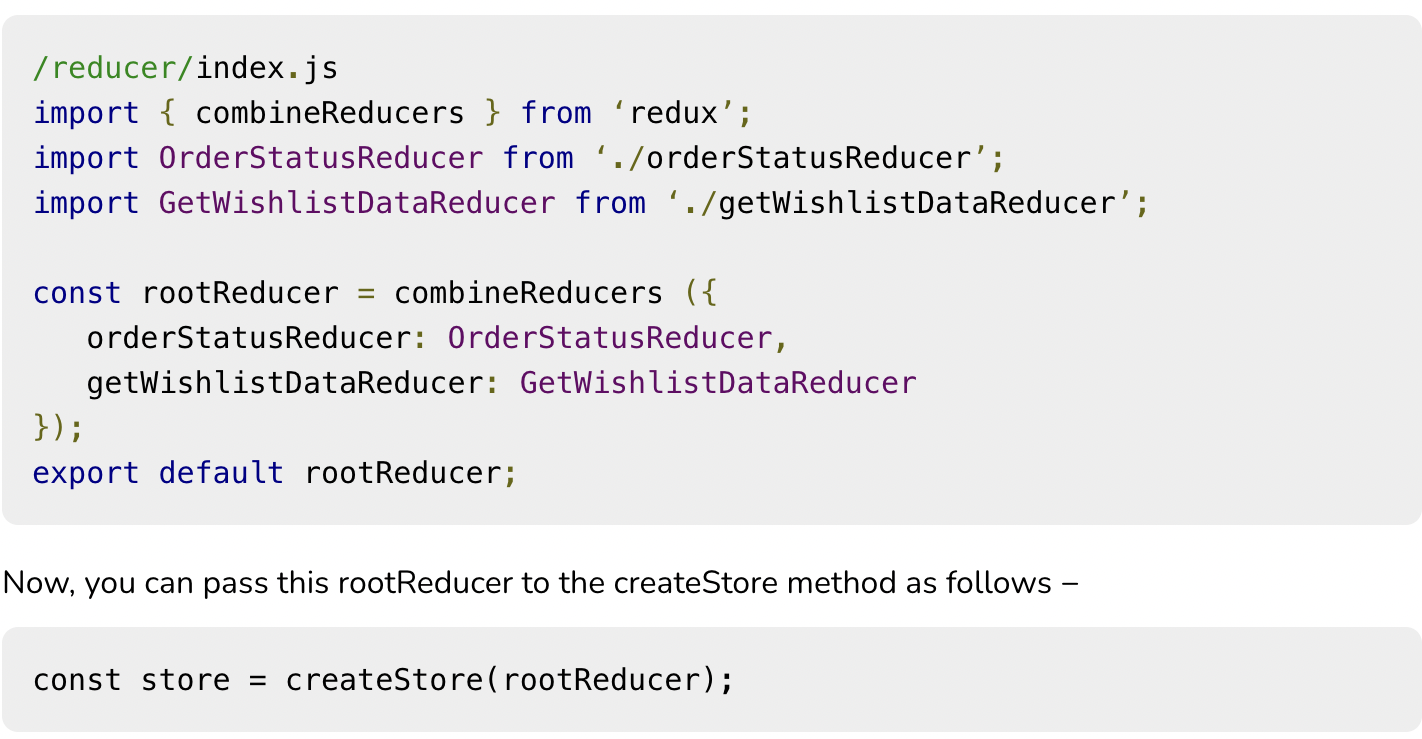 /reducer/index.js
import { combineReducers } from ‘redux’;
import OrderStatusReducer from ‘./orderStatusReducer’;
import GetWishlistDataReducer from ‘./getWishlistDataReducer’;

const rootReducer = combineReducers ({
   orderStatusReducer: OrderStatusReducer,
   getWishlistDataReducer: GetWishlistDataReducer
});
export default rootReducer;
Now, you can pass this rootReducer to the createStore method as follows −
const store = createStore(rootReducer);